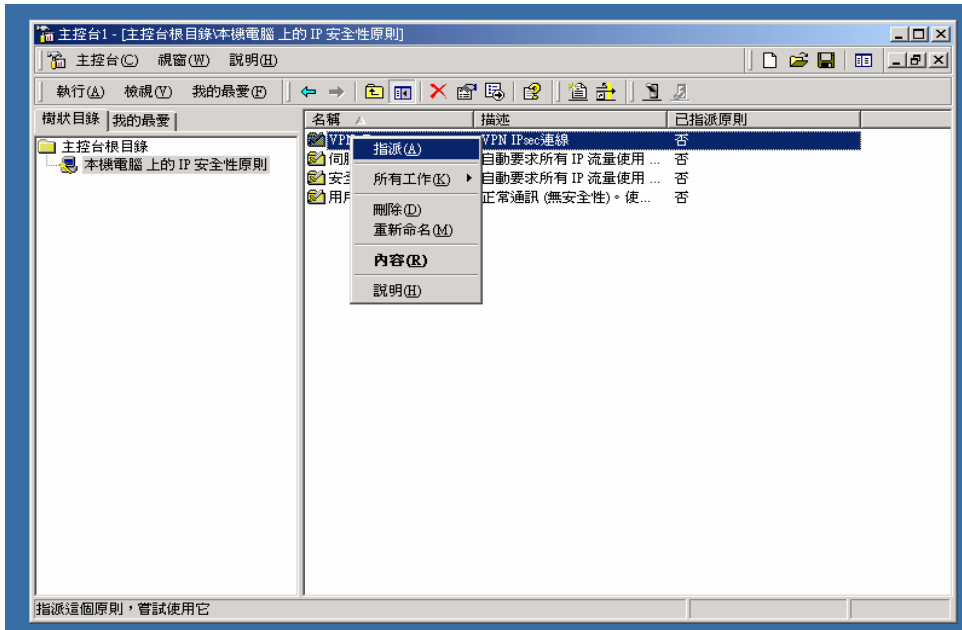 主控台1 - [主控台根目錄\本機電腦 上的 IP 安全性原則]
主控台(C) 視窗(W) 說明(H)
執行(A) 檢視(V) 我的最愛(F)
樹狀目錄 我的最愛
主控台根目錄
本機電腦 上的 IP 安全性原則
名稱 描述 已指派原則
VPN IPsec連線 否
自動要求所有 IP 流量使用 ... 否
安全 自動要求所有 IP 流量使用 ... 否
用戶 正常通訊 (無安全性)。使... 否
指派(A)
所有工作(K)
刪除(D)
重新命名(M)
內容(R)
說明(H)
指派這個原則，嘗試使用它